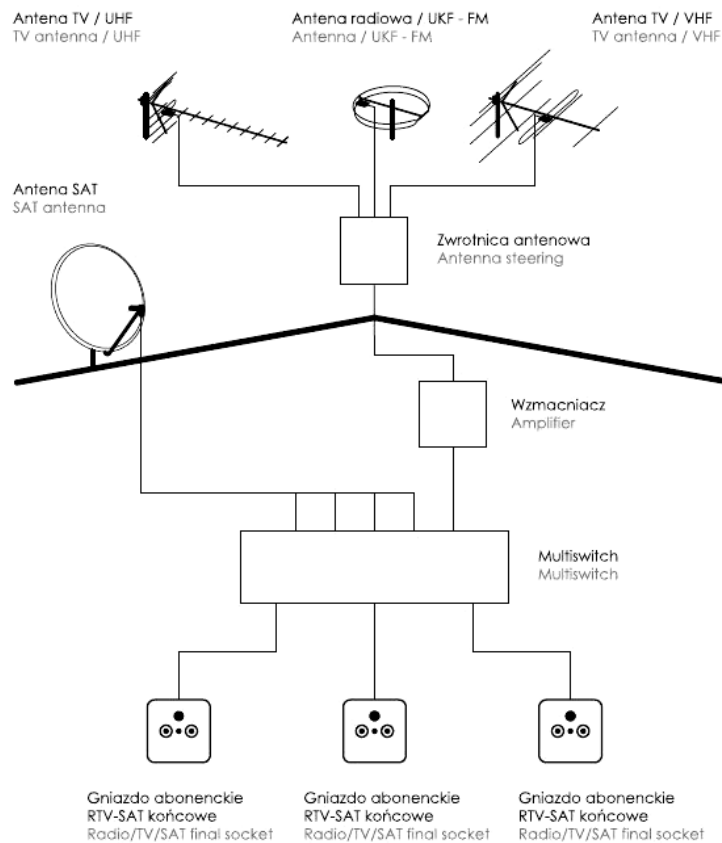 Antena TV / UHF
TV antenna / UHF
Antena radiowa / UKF - FM
Antenna / UKF - FM
Antena TV / VHF
TV antenna / VHF
Antena SAT
SAT antenna
Zwrotnica antenowa
Antenna steering
Wzmacniacz
Amplifier
Multiswitch
Multiswitch
Gniazdo abonenckie
RTV-SAT końcowe
Radio/TV/SAT final socket
Gniazdo abonenckie
RTV-SAT końcowe
Radio/TV/SAT final socket
Gniazdo abonenckie
RTV-SAT końcowe
Radio/TV/SAT final socket